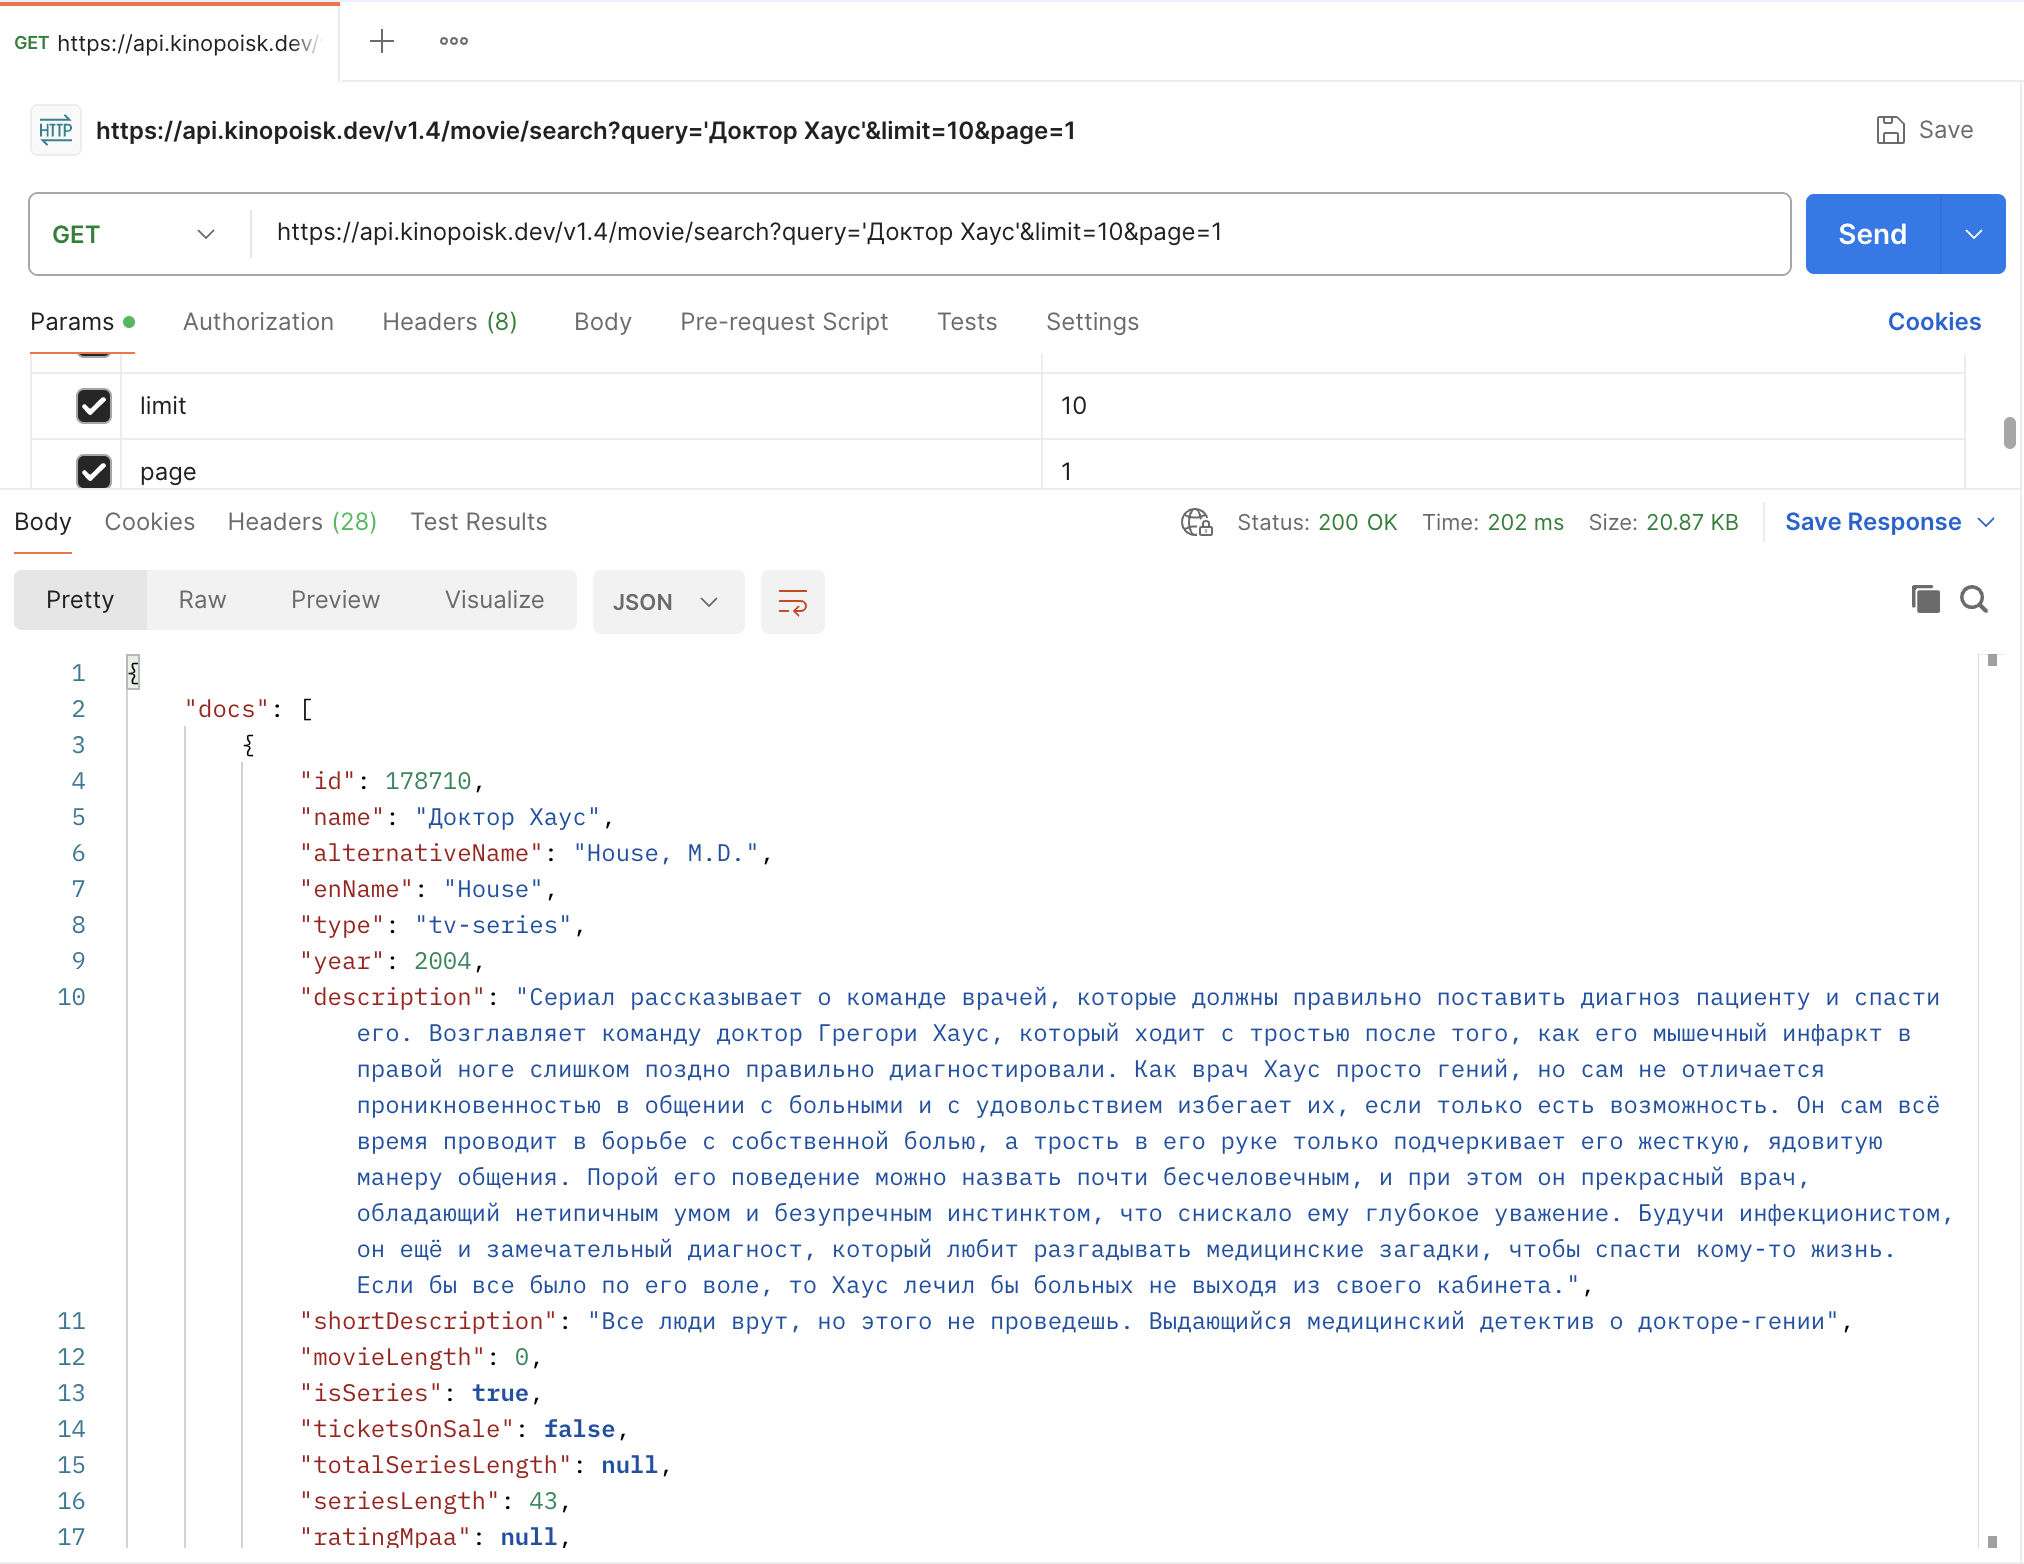 GET https://api.kinopoisk.dev/
HTTP https://api.kinopoisk.dev/v1.4/movie/search?query='Доктор Хаус'&limit=10&page=1
Save
GET https://api.kinopoisk.dev/v1.4/movie/search?query='Доктор Хаус'&limit=10&page=1
Send
Params Authorization Headers (8) Body Pre-request Script Tests Settings Cookies
limit 10
page 1
Body Cookies Headers (28) Test Results Status: 200 OK Time: 202 ms Size: 20.87 KB Save Response
Pretty Raw Preview Visualize JSON
1 {
2 "docs": [
3 {
4 "id": 178710,
5 "name": "Доктор Хаус",
6 "alternativeName": "House, M.D.",
7 "enName": "House",
8 "type": "tv-series",
9 "year": 2004,
10 "description": "Сериал рассказывает о команде врачей, которые должны правильно поставить диагноз пациенту и спасти
его. Возглавляет команду доктор Грегори Хаус, который ходит с тростью после того, как его мышечный инфаркт в
правой ноге слишком поздно правильно диагностировали. Как врач Хаус просто гений, но сам не отличается
проникновенностью в общении с больными и с удовольствием избегает их, если только есть возможность. Он сам всё
время проводит в борьбе с собственной болью, а трость в его руке только подчеркивает его жесткую, ядовитую
манеру общения. Порой его поведение можно назвать почти бесчеловечным, и при этом он прекрасный врач,
обладающий нетипичным умом и безупречным инстинктом, что снискало ему глубокое уважение. Будучи инфекционистом,
он ещё и замечательный диагност, который любит разгадывать медицинские загадки, чтобы спасти кому-то жизнь.
Если бы все было по его воле, то Хаус лечил бы больных не выходя из своего кабинета.",
11 "shortDescription": "Все люди врут, но этого не проведешь. Выдающийся медицинский детектив о докторе-гении",
12 "movieLength": 0,
13 "isSeries": true,
14 "ticketsOnSale": false,
15 "totalSeriesLength": null,
16 "seriesLength": 43,
17 "ratingMpaa": null,